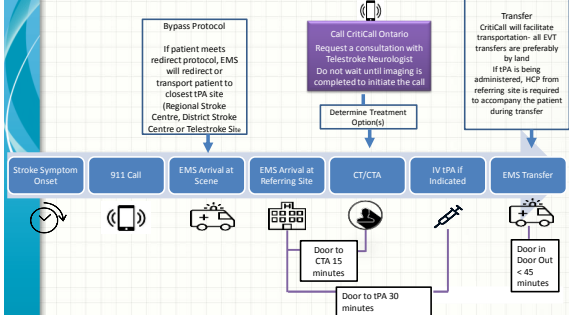 Bypass Protocol
If patient meets
redirect protocol, EMS
will redirect or
transport patient to
closest tPA site
(Regional Stroke
Centre, District Stroke
Centre or Telestroke Site
Call CritiCall Ontario
Request a consultation with
Telestroke Neurologist
Do not wait until imaging is
completed to initiate the call
Determine Treatment
Option(s)
Transfer
CritiCall will facilitate
transportation- all EVT
transfers are preferably
by land
If tPA is being
administered, HCP from
referring site is required
to accompany the patient
during transfer
Stroke Symptom
Onset
911 Call
EMS Arrival at
Scene
EMS Arrival at
Referring Site
CT/CTA
IV tPA if
Indicated
EMS Transfer
Door to
CTA 15
minutes
Door to tPA 30
minutes
Door in
Door Out
< 45
minutes